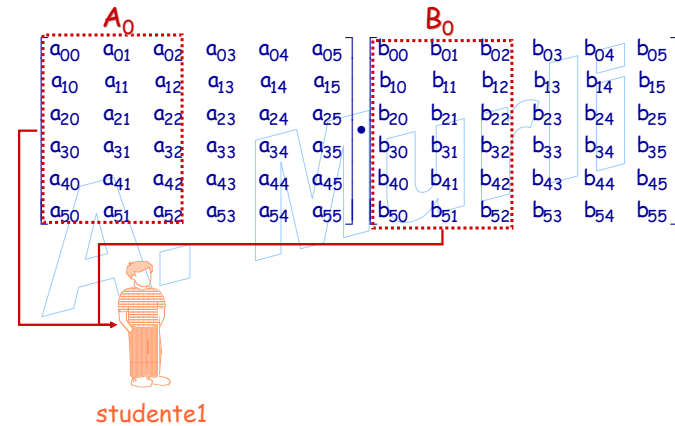 A₀ B₀
a₀₀ a₀₁ a₀₂ a₀₃ a₀₄ a₀₅ b₀₀ b₀₁ b₀₂ b₀₃ b₀₄ b₀₅
a₁₀ a₁₁ a₁₂ a₁₃ a₁₄ a₁₅ b₁₀ b₁₁ b₁₂ b₁₃ b₁₄ b₁₅
a₂₀ a₂₁ a₂₂ a₂₃ a₂₄ a₂₅ • b₂₀ b₂₁ b₂₂ b₂₃ b₂₄ b₂₅
a₃₀ a₃₁ a₃₂ a₃₃ a₃₄ a₃₅ b₃₀ b₃₁ b₃₂ b₃₃ b₃₄ b₃₅
a₄₀ a₄₁ a₄₂ a₄₃ a₄₄ a₄₅ b₄₀ b₄₁ b₄₂ b₄₃ b₄₄ b₄₅
a₅₀ a₅₁ a₅₂ a₅₃ a₅₄ a₅₅ b₅₀ b₅₁ b₅₂ b₅₃ b₅₄ b₅₅
A. Murli
studente1